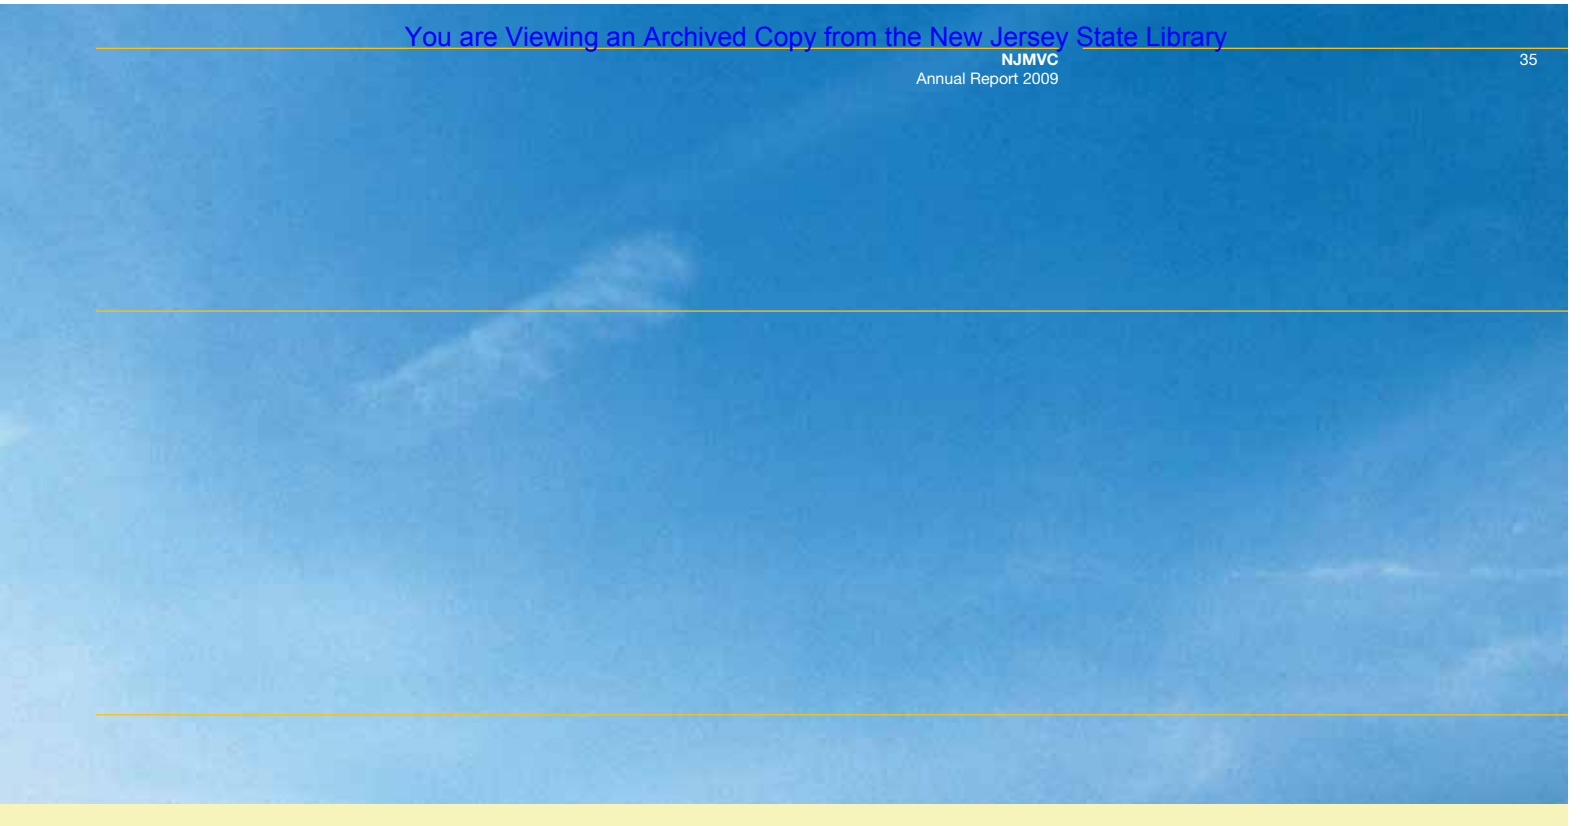 You are Viewing an Archived Copy from the New Jersey State Library
NJMVC
35
Annual Report 2009